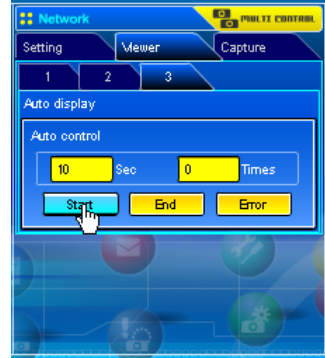 Network
MULTI CONTROL
Setting Viewer Capture
1 2 3
Auto display
Auto control
10 Sec 0 Times
Start End Error